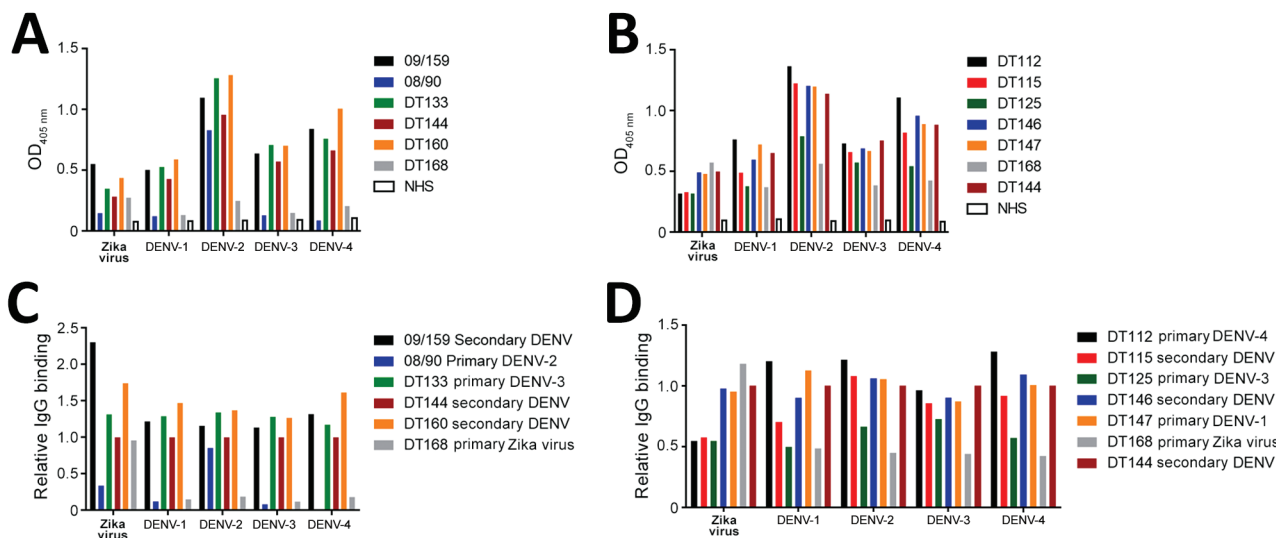 A
1.5
1.0
0.5
0
OD405 nm
Zika
virus
DENV-1
DENV-2
DENV-3
DENV-4
09/159
08/90
DT133
DT144
DT160
DT168
NHS
B
1.5
1.0
0.5
0
OD405 nm
Zika
virus
DENV-1
DENV-2
DENV-3
DENV-4
DT112
DT115
DT125
DT146
DT147
DT168
DT144
NHS
C
2.5
2.0
1.5
1.0
0.5
0
Relative IgG binding
Zika
virus
DENV-1
DENV-2
DENV-3
DENV-4
09/159 Secondary DENV
08/90 Primary DENV-2
DT133 primary DENV-3
DT144 secondary DENV
DT160 secondary DENV
DT168 primary Zika virus
D
1.5
1.0
0.5
0
Relative IgG binding
Zika
virus
DENV-1
DENV-2
DENV-3
DENV-4
DT112 primary DENV-4
DT115 secondary DENV
DT125 primary DENV-3
DT146 secondary DENV
DT147 primary DENV-1
DT168 primary Zika virus
DT144 secondary DENV